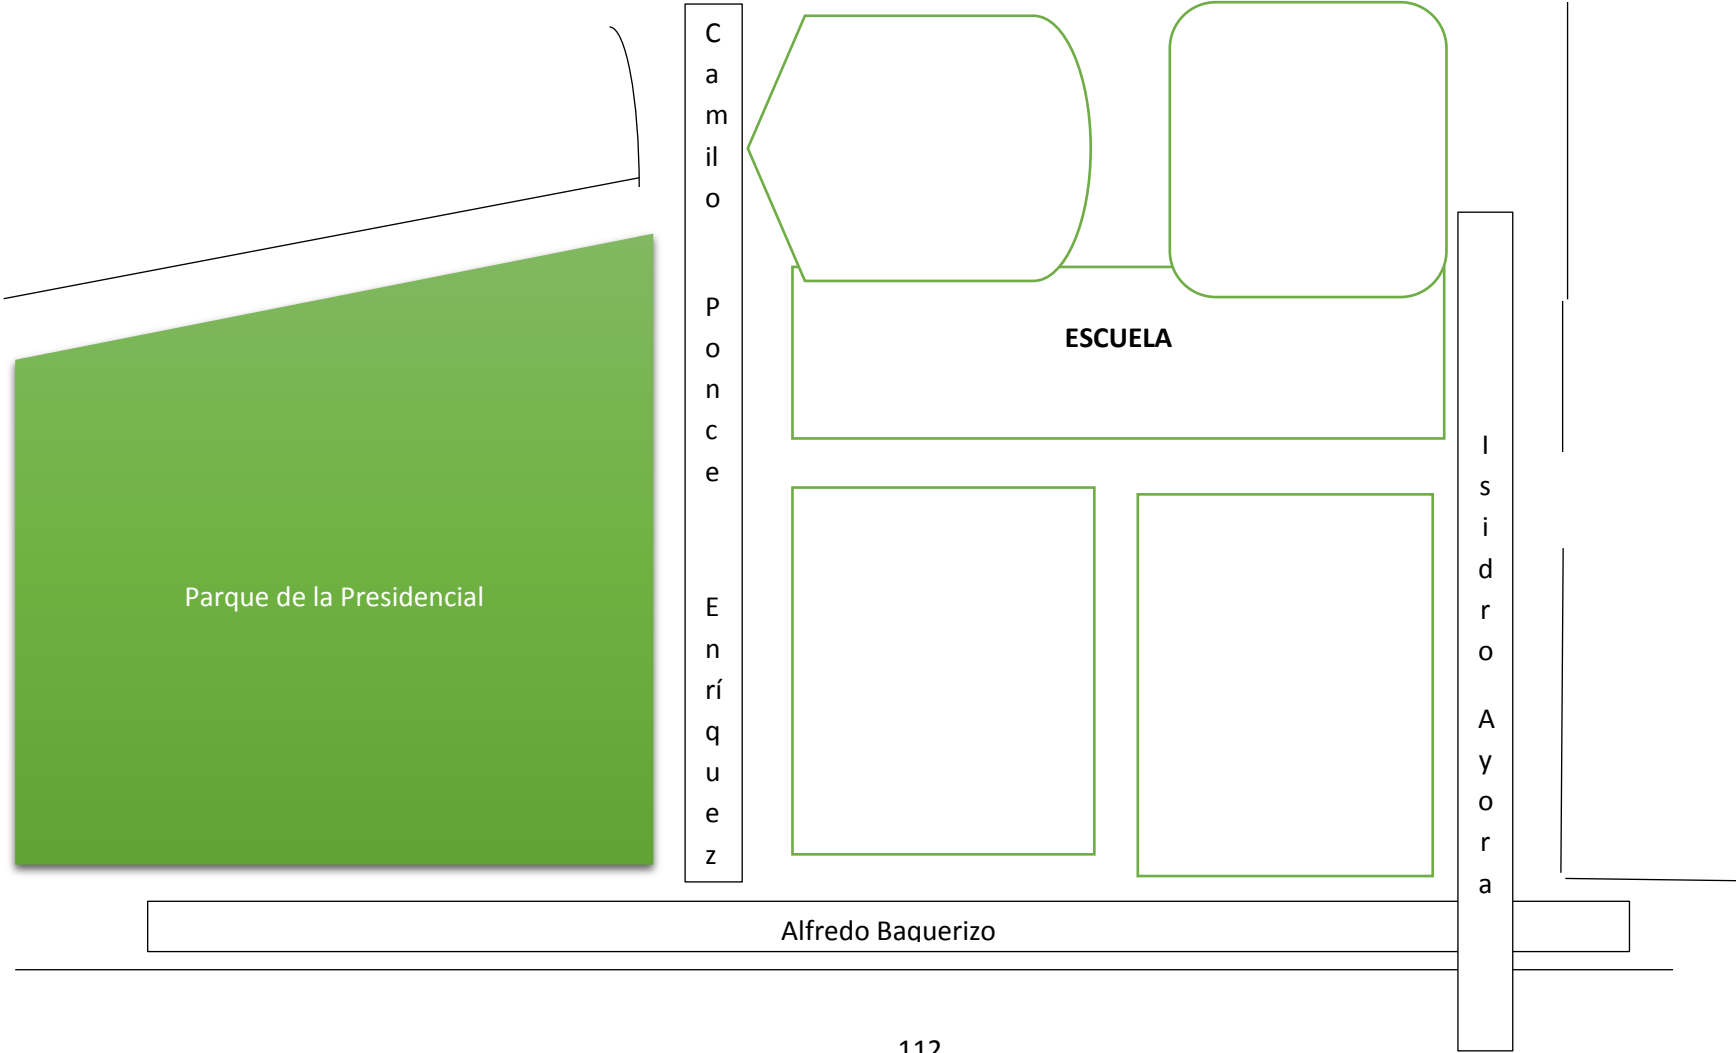 Camilo Ponce Enríquez
ESCUELA
Isidro Ayora
Parque de la Presidencial
Alfredo Baquerizo
112